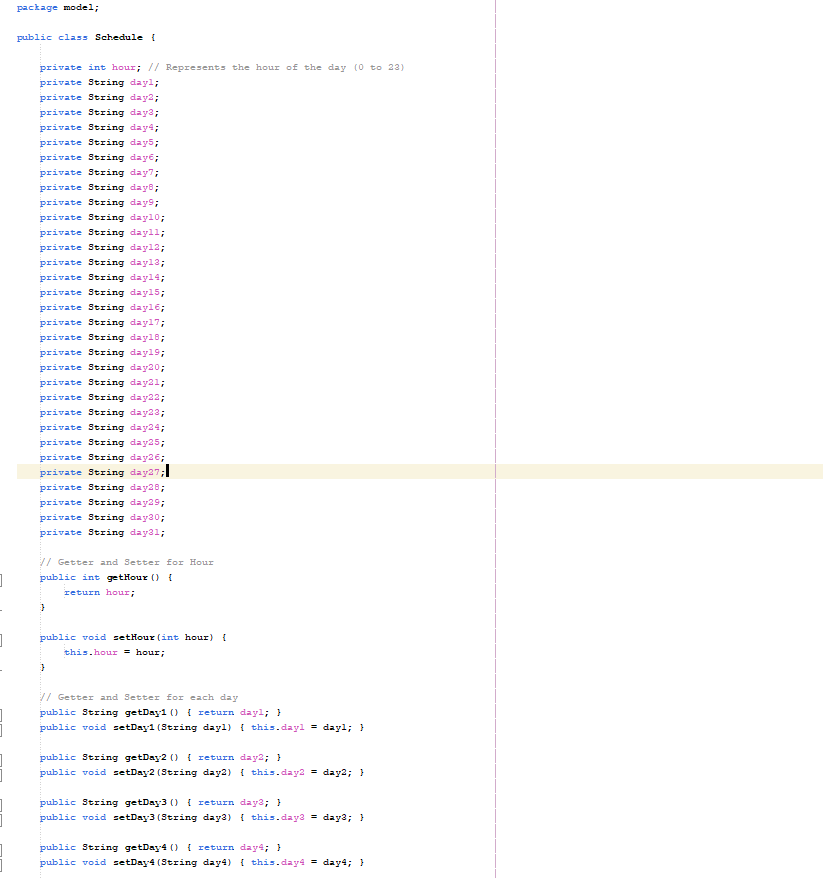 package model;
public class Schedule {
private int hour; // Represents the hour of the day (0 to 23)
private String day1;
private String day2;
private String day3;
private String day4;
private String day5;
private String day6;
private String day7;
private String day8;
private String day9;
private String day10;
private String day11;
private String day12;
private String day13;
private String day14;
private String day15;
private String day16;
private String day17;
private String day18;
private String day19;
private String day20;
private String day21;
private String day22;
private String day23;
private String day24;
private String day25;
private String day26;
private String day27;
private String day28;
private String day29;
private String day30;
private String day31;
// Getter and Setter for Hour
public int getHour() {
return hour;
}
public void setHour(int hour) {
this.hour = hour;
}
// Getter and Setter for each day
public String getDay1() { return day1; }
public void setDay1(String day1) { this.day1 = day1; }
public String getDay2() { return day2; }
public void setDay2(String day2) { this.day2 = day2; }
public String getDay3() { return day3; }
public void setDay3(String day3) { this.day3 = day3; }
public String getDay4() { return day4; }
public void setDay4(String day4) { this.day4 = day4; }